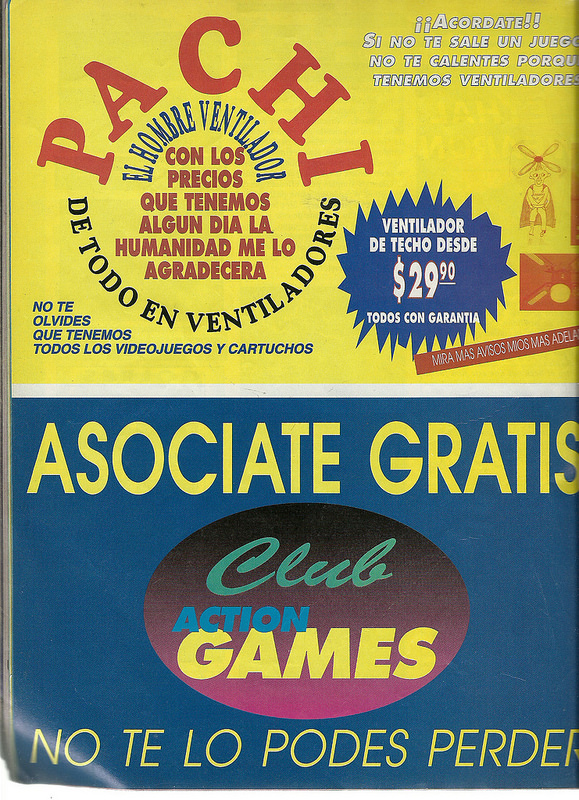 ¡¡ACORDATE!!
SI NO TE SALE UN JUEGO
NO TE CALENTES PORQU
TENEMOS VENTILADORES
PACHI
EL HOMBRE VENTILADOR
CON LOS
PRECIOS
QUE TENEMOS
ALGUN DIA LA
HUMANIDAD ME LO
AGRADECERA
DE TODO EN VENTILADORES
VENTILADOR
DE TECHO DESDE
$29.90
TODOS CON GARANTIA
NO TE
OLVIDES
QUE TENEMOS
TODOS LOS VIDEOJUEGOS Y CARTUCHOS
MIRA MAS AVISOS MIOS MAS ADELA
ASOCIATE GRATIS
Club
ACTION
GAMES
NO TE LO PODES PERDER